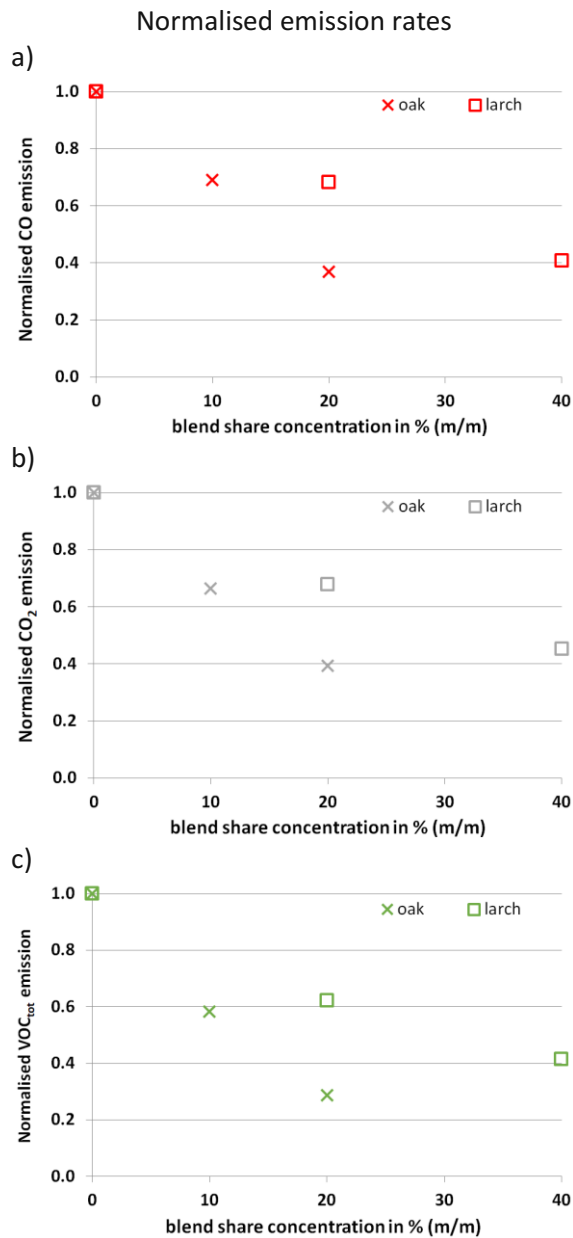 Normalised emission rates
a)
oak larch
Normalised CO emission
1.0
0.8
0.6
0.4
0.2
0.0
0 10 20 30 40
blend share concentration in % (m/m)
b)
oak larch
Normalised CO₂ emission
1.0
0.8
0.6
0.4
0.2
0.0
0 10 20 30 40
blend share concentration in % (m/m)
c)
oak larch
Normalised VOCₜₒₜ emission
1.0
0.8
0.6
0.4
0.2
0.0
0 10 20 30 40
blend share concentration in % (m/m)